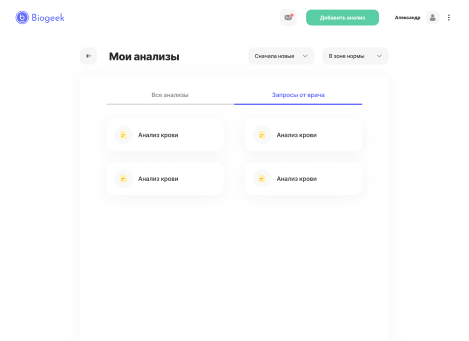 Biogeek
Добавить анализ
Александр
Мои анализы
Сначала новые
В зоне нормы
Все анализы
Запросы от врача
Анализ крови
Анализ крови
Анализ крови
Анализ крови